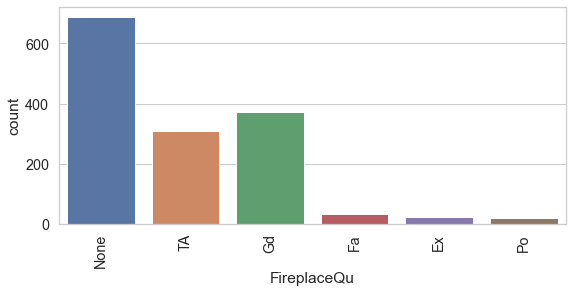 600
400
200
0
count
None
TA
Gd
Fa
Ex
Po
FireplaceQu